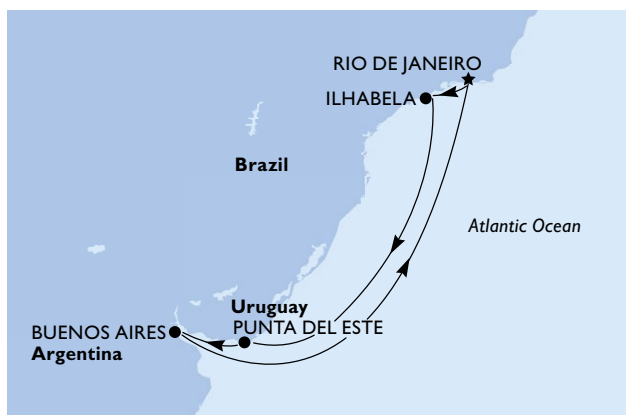 RIO DE JANEIRO
ILHABELA
Brazil
Atlantic Ocean
Uruguay
PUNTA DEL ESTE
BUENOS AIRES
Argentina